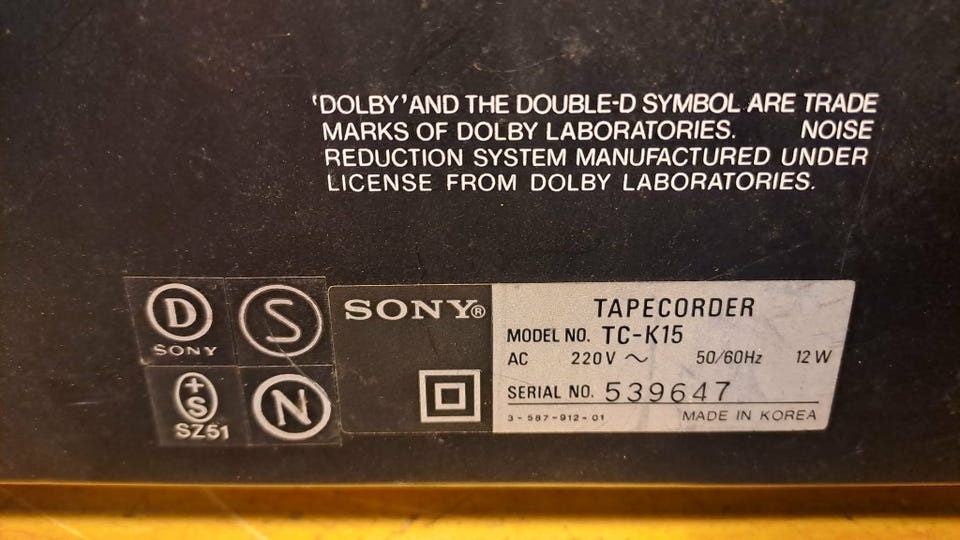 'DOLBY' AND THE DOUBLE-D SYMBOL ARE TRADE
MARKS OF DOLBY LABORATORIES. NOISE
REDUCTION SYSTEM MANUFACTURED UNDER
LICENSE FROM DOLBY LABORATORIES.
D
SONY
S
+
S
SZ51
N
SONY®
TAPECORDER
MODEL NO. TC-K15
AC 220V ~ 50/60Hz 12W
SERIAL NO. 539647
3-587-912-01 MADE IN KOREA